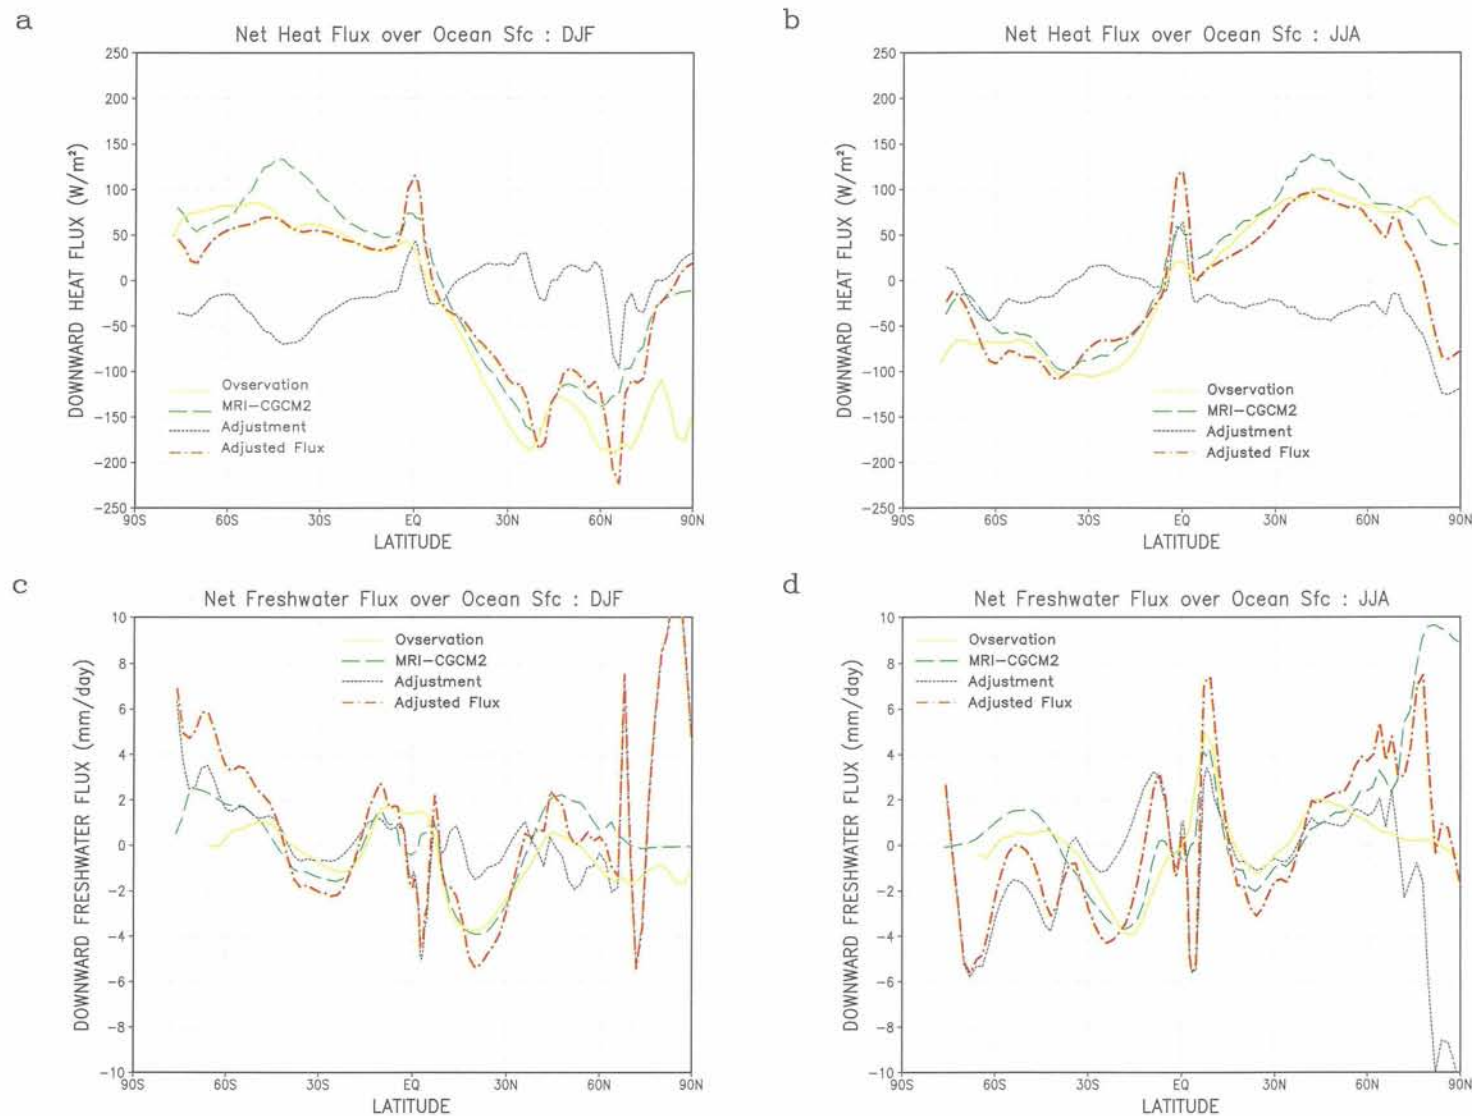 a
Net Heat Flux over Ocean Sfc : DJF
DOWNWARD HEAT FLUX (W/m²)
250
200
150
100
50
0
−50
−100
−150
−200
−250
Ovservation
MRI−CGCM2
Adjustment
Adjusted Flux
90S 60S 30S EQ 30N 60N 90N
LATITUDE
b
Net Heat Flux over Ocean Sfc : JJA
DOWNWARD HEAT FLUX (W/m²)
250
200
150
100
50
0
−50
−100
−150
−200
−250
Ovservation
MRI−CGCM2
Adjustment
Adjusted Flux
90S 60S 30S EQ 30N 60N 90N
LATITUDE
c
Net Freshwater Flux over Ocean Sfc : DJF
DOWNWARD FRESHWATER FLUX (mm/day)
10
8
6
4
2
0
−2
−4
−6
−8
−10
Ovservation
MRI−CGCM2
Adjustment
Adjusted Flux
90S 60S 30S EQ 30N 60N 90N
LATITUDE
d
Net Freshwater Flux over Ocean Sfc : JJA
DOWNWARD FRESHWATER FLUX (mm/day)
10
8
6
4
2
0
−2
−4
−6
−8
−10
Ovservation
MRI−CGCM2
Adjustment
Adjusted Flux
90S 60S 30S EQ 30N 60N 90N
LATITUDE